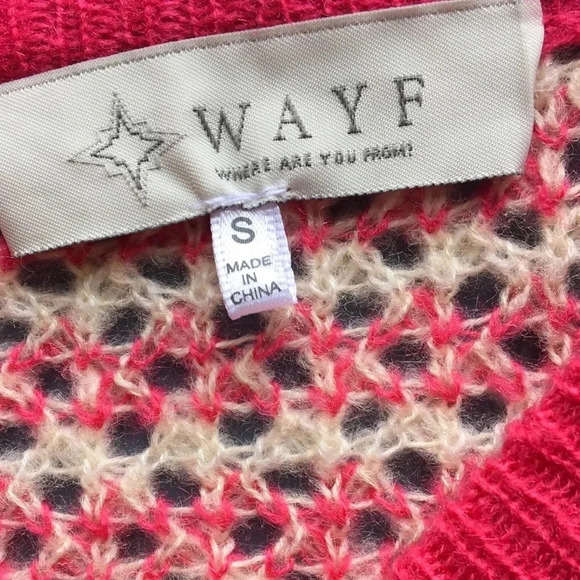 WAYF
WHERE ARE YOU FROM?
S
MADE
IN
CHINA